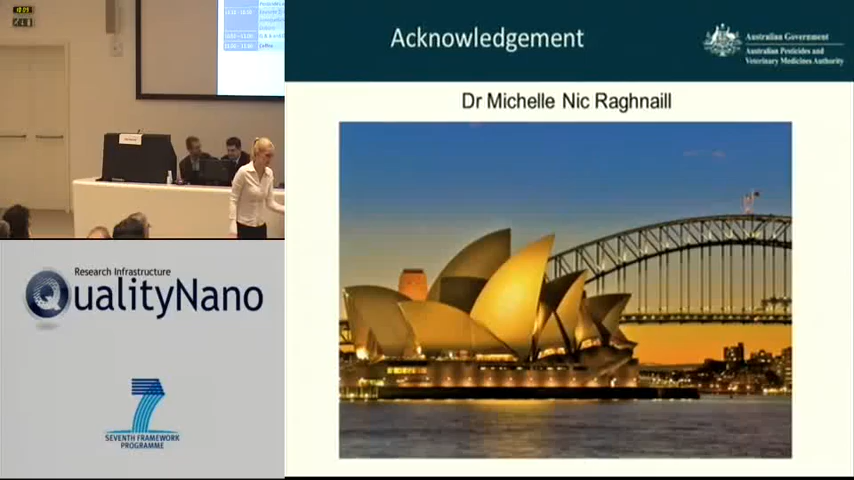 Acknowledgement
Australian Government
Australian Pesticides and
Veterinary Medicines Authority
Dr Michelle Nic Raghnaill
Research Infrastructure
QualityNano
SEVENTH FRAMEWORK
PROGRAMME
Coffee